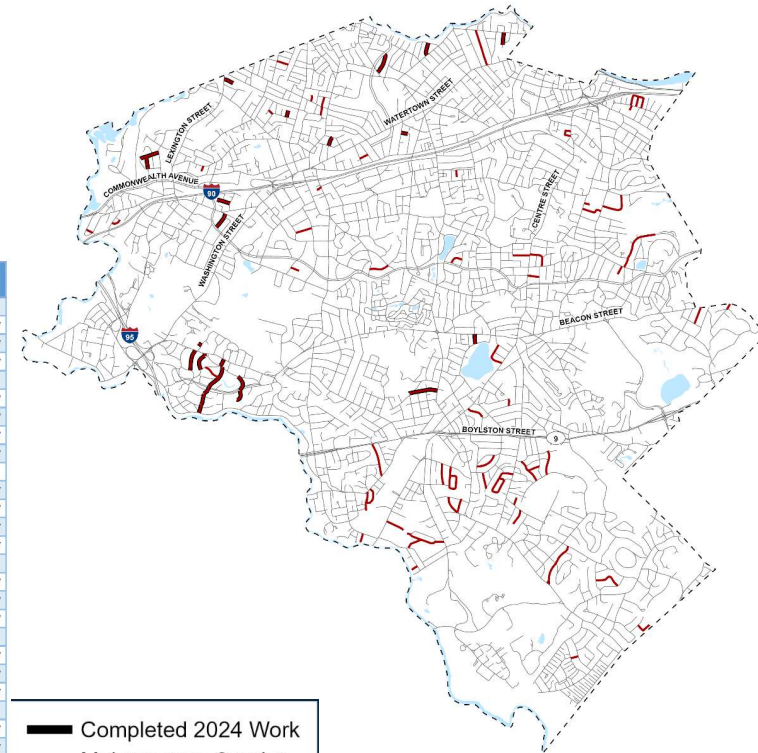 WATERTOWN STREET
LEXINGTON STREET
COMMONWEALTH AVENUE
90
CENTRE STREET
WASHINGTON STREET
BEACON STREET
95
BOYLSTON STREET
9
Completed 2024 Work